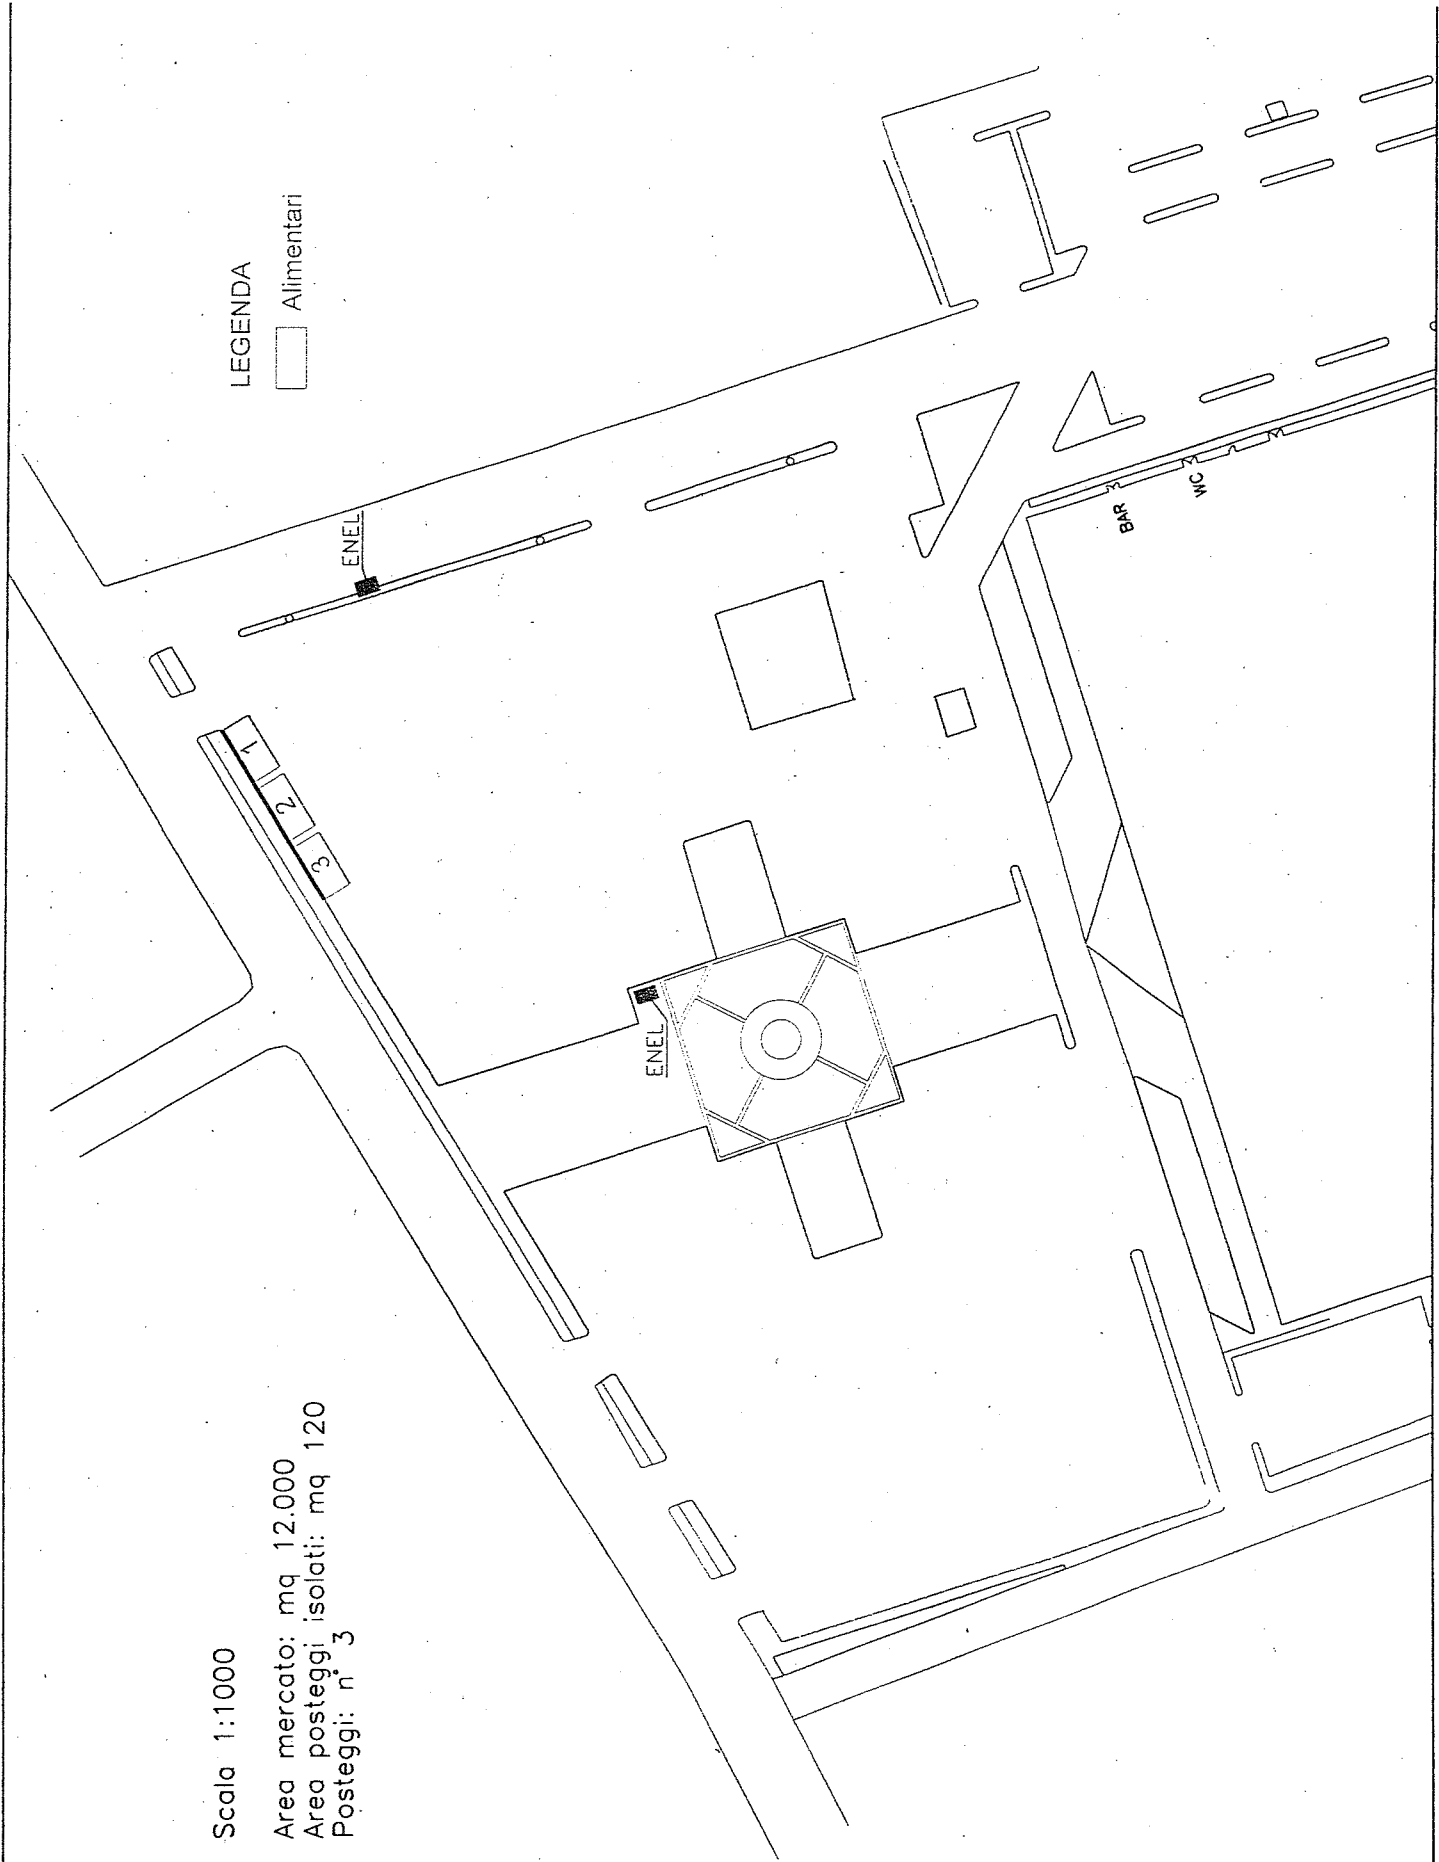 Scala 1:1000
Area mercato: mq 12.000
Area posteggi isolati: mq 120
Posteggi: n° 3
LEGENDA
Alimentari
3
2
1
ENEL
ENEL
BAR
WC